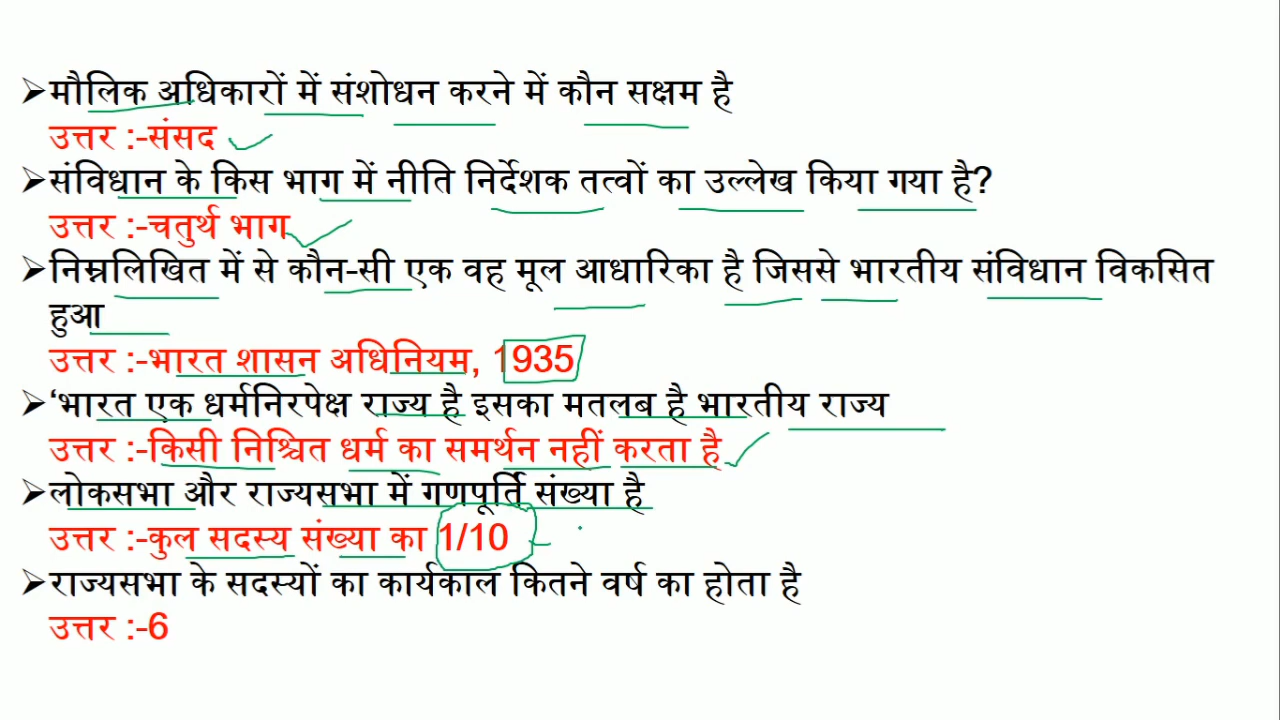 ➢मौलिक अधिकारों में संशोधन करने में कौन सक्षम है
उत्तर :-संसद
➢संविधान के किस भाग में नीति निर्देशक तत्वों का उल्लेख किया गया है?
उत्तर :-चतुर्थ भाग
➢निम्नलिखित में से कौन-सी एक वह मूल आधारिका है जिससे भारतीय संविधान विकसित
हुआ
उत्तर :-भारत शासन अधिनियम, 1935
➢‘भारत एक धर्मनिरपेक्ष राज्य है इसका मतलब है भारतीय राज्य
उत्तर :-किसी निश्चित धर्म का समर्थन नहीं करता है
➢लोकसभा और राज्यसभा में गणपूर्ति संख्या है
उत्तर :-कुल सदस्य संख्या का 1/10
➢राज्यसभा के सदस्यों का कार्यकाल कितने वर्ष का होता है
उत्तर :-6